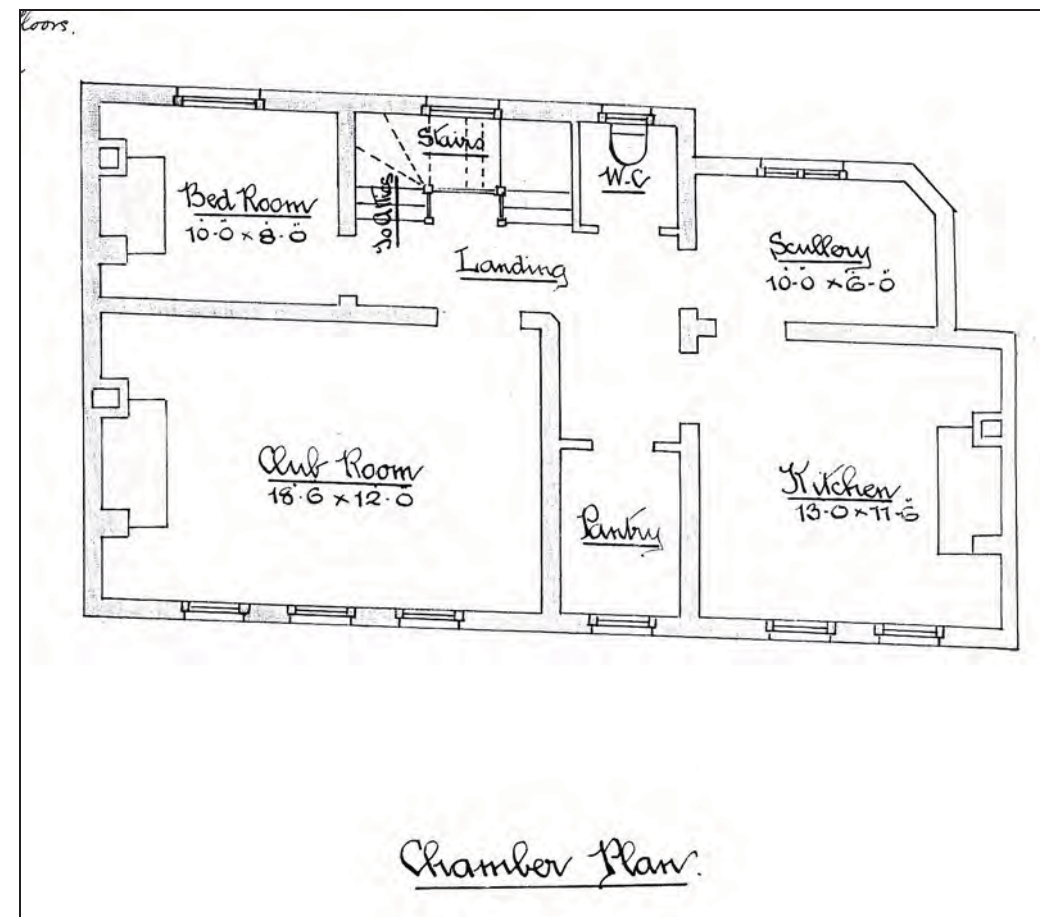 loors.
Stairs
W.C
Bed Room
10.0 × 8.0
Scullery
10.0 × 6.0
Landing
Club Room
18.6 × 12.0
Kitchen
13.0 × 11.6
Pantry
Chamber Plan.